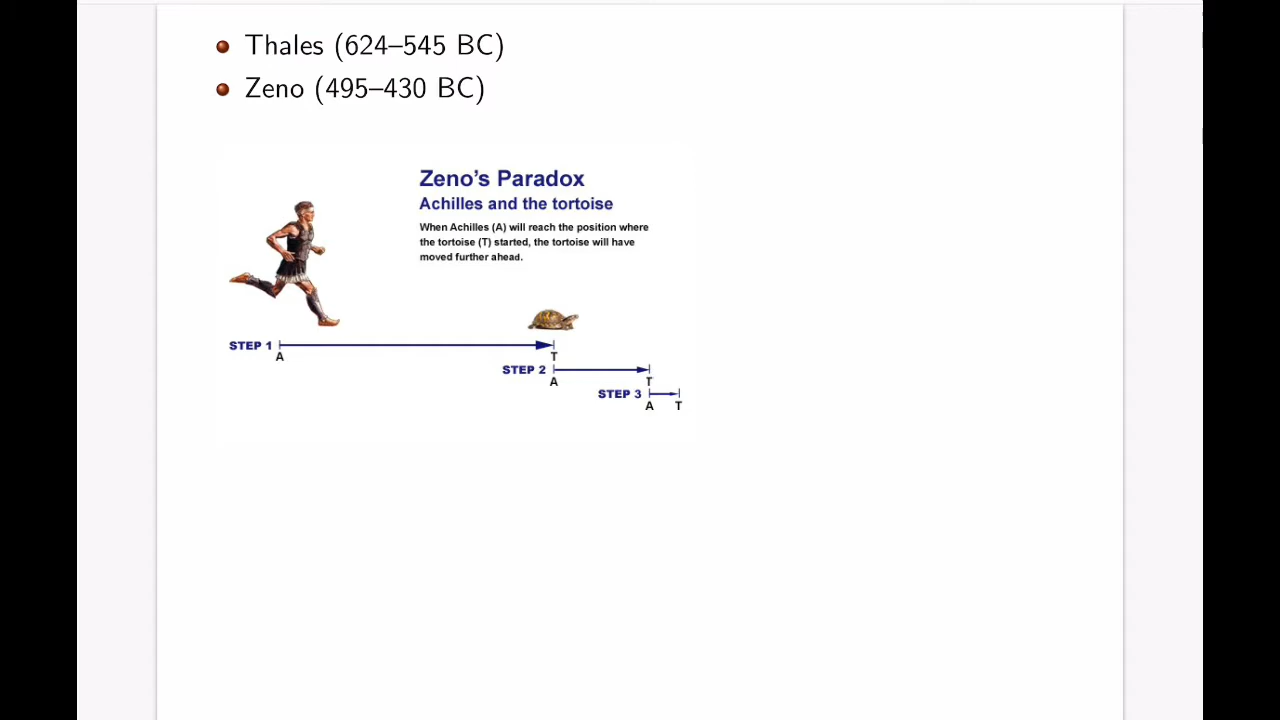 Thales (624–545 BC)
Zeno (495–430 BC)
Zeno's Paradox
Achilles and the tortoise
When Achilles (A) will reach the position where
the tortoise (T) started, the tortoise will have
moved further ahead.
STEP 1
A
T
STEP 2
A
T
STEP 3
A
T